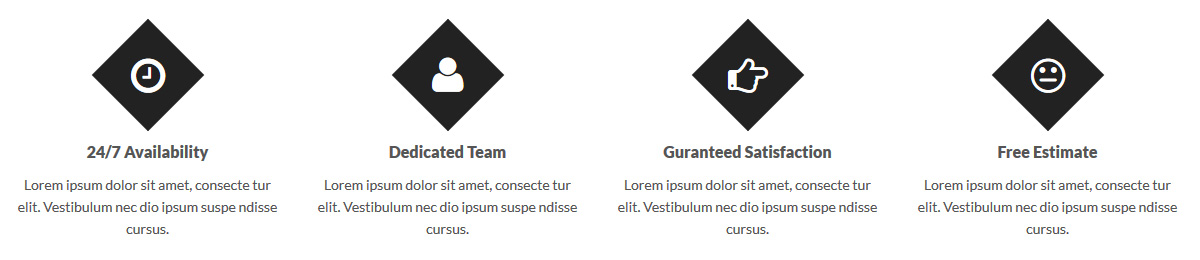 24/7 Availability
Lorem ipsum dolor sit amet, consecte tur
elit. Vestibulum nec dio ipsum suspe ndisse
cursus.
Dedicated Team
Lorem ipsum dolor sit amet, consecte tur
elit. Vestibulum nec dio ipsum suspe ndisse
cursus.
Guranteed Satisfaction
Lorem ipsum dolor sit amet, consecte tur
elit. Vestibulum nec dio ipsum suspe ndisse
cursus.
Free Estimate
Lorem ipsum dolor sit amet, consecte tur
elit. Vestibulum nec dio ipsum suspe ndisse
cursus.